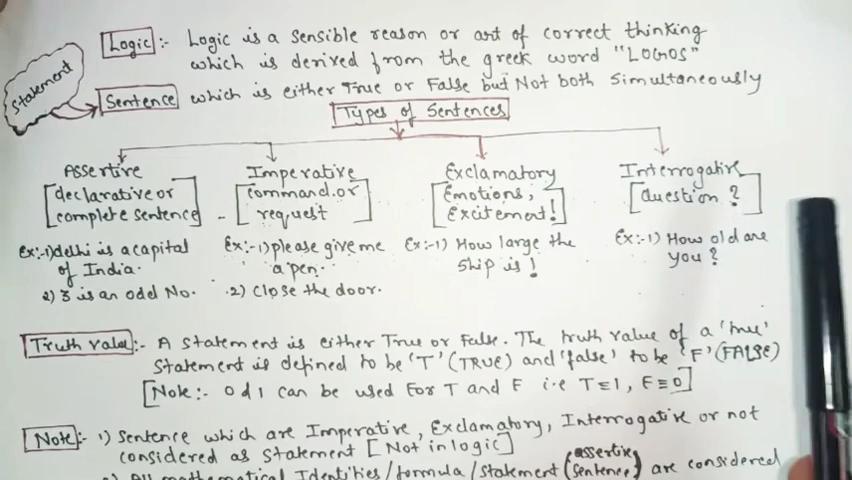 Logic :- Logic is a sensible reason or art of correct thinking
which is derived from the greek word "LOGOS"
Statement
Sentence which is either True or False but Not both Simultaneously
Types of Sentences
Assertive
[declarative or
complete sentence]
Ex:-1) delhi is a capital
of India.
2) 3 is an odd No.
Imperative
[command or
request]
Ex:-1) please give me
a pen.
2) Close the door.
Exclamatory
[Emotions,
Excitement!]
Ex:-1) How large the
ship is!
Interrogative
[Question ?]
Ex:-1) How old are
you?
Truth value :- A Statement is either True or False. The truth value of a 'true'
Statement is defined to be 'T' (TRUE) and 'false' to be 'F' (FALSE)
[Note:- 0 & 1 can be used For T and F i.e T≡1, F≡0]
Note :- 1) Sentence which are Imperative, Exclamatory, Interrogative or not
considered as Statement [Not in logic]
2) All mathematical Identities/formula/Statement (assertive
sentence) are considered